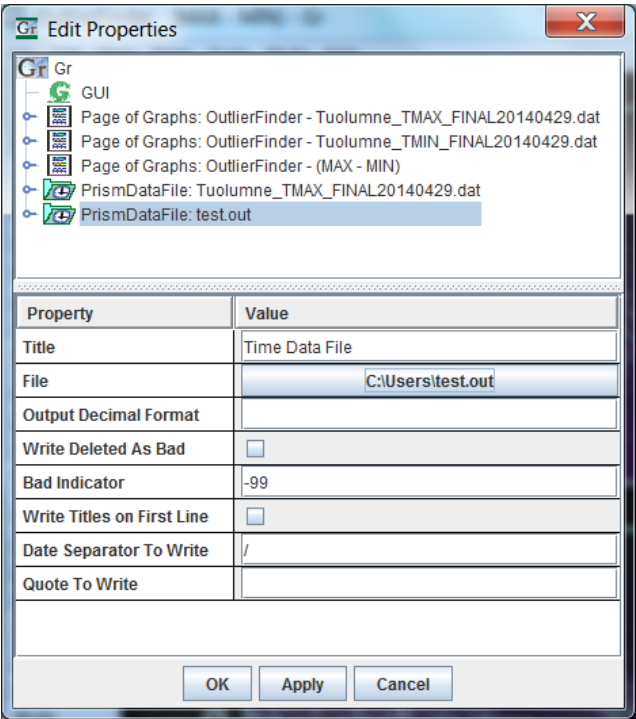 Gr Edit Properties
Gr Gr
GUI
Page of Graphs: OutlierFinder - Tuolumne_TMAX_FINAL20140429.dat
Page of Graphs: OutlierFinder - Tuolumne_TMIN_FINAL20140429.dat
Page of Graphs: OutlierFinder - (MAX - MIN)
PrismDataFile: Tuolumne_TMAX_FINAL20140429.dat
PrismDataFile: test.out
Property Value
Title Time Data File
File C:\Users\test.out
Output Decimal Format
Write Deleted As Bad
Bad Indicator -99
Write Titles on First Line
Date Separator To Write /
Quote To Write
OK Apply Cancel